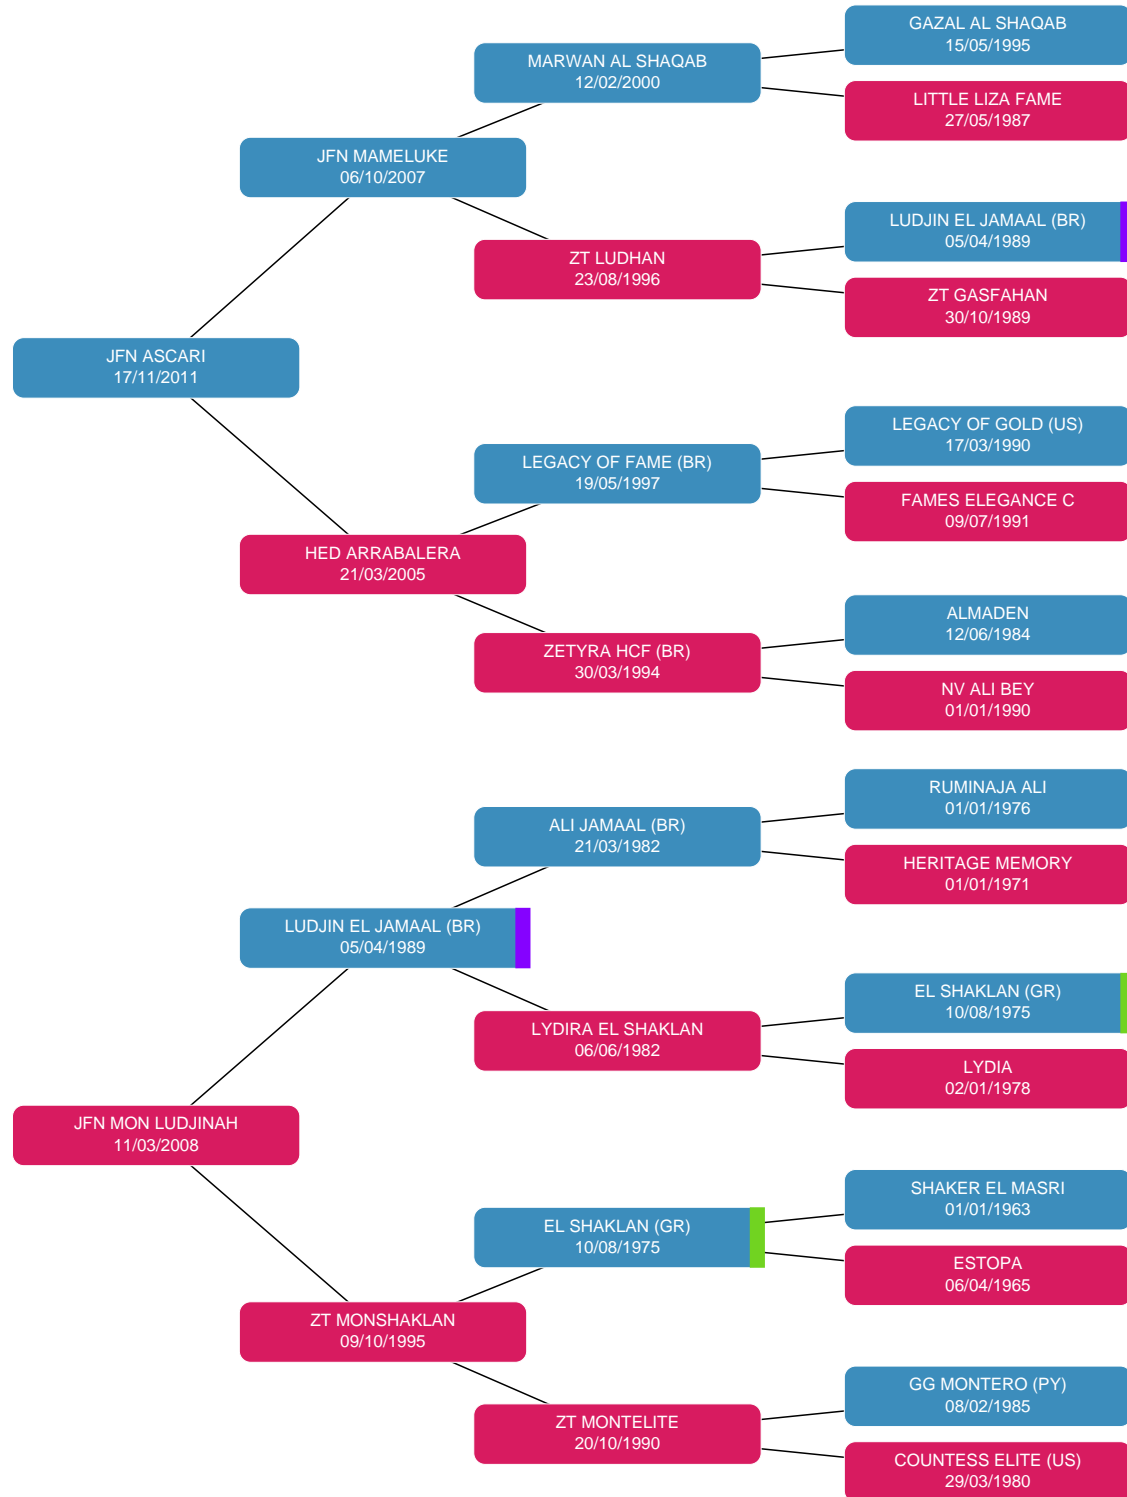 GAZAL AL SHAQAB
15/05/1995
MARWAN AL SHAQAB
12/02/2000
LITTLE LIZA FAME
27/05/1987
JFN MAMELUKE
06/10/2007
LUDJIN EL JAMAAL (BR)
05/04/1989
ZT LUDHAN
23/08/1996
ZT GASFAHAN
30/10/1989
JFN ASCARI
17/11/2011
LEGACY OF GOLD (US)
17/03/1990
LEGACY OF FAME (BR)
19/05/1997
FAMES ELEGANCE C
09/07/1991
HED ARRABALERA
21/03/2005
ALMADEN
12/06/1984
ZETYRA HCF (BR)
30/03/1994
NV ALI BEY
01/01/1990
RUMINAJA ALI
01/01/1976
ALI JAMAAL (BR)
21/03/1982
HERITAGE MEMORY
01/01/1971
LUDJIN EL JAMAAL (BR)
05/04/1989
EL SHAKLAN (GR)
10/08/1975
LYDIRA EL SHAKLAN
06/06/1982
LYDIA
02/01/1978
JFN MON LUDJINAH
11/03/2008
SHAKER EL MASRI
01/01/1963
EL SHAKLAN (GR)
10/08/1975
ESTOPA
06/04/1965
ZT MONSHAKLAN
09/10/1995
GG MONTERO (PY)
08/02/1985
ZT MONTELITE
20/10/1990
COUNTESS ELITE (US)
29/03/1980